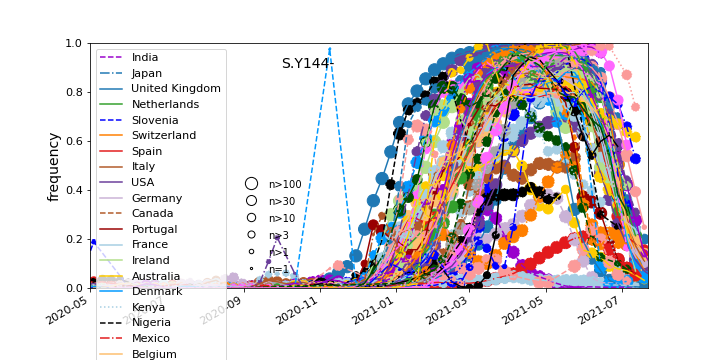 1.0
0.8
0.6
0.4
0.2
0.0
frequency
India
Japan
United Kingdom
Netherlands
Slovenia
Switzerland
Spain
Italy
USA
Germany
Canada
Portugal
France
Ireland
Australia
Denmark
Kenya
Nigeria
Mexico
Belgium
S.Y144-
n>100
n>30
n>10
n>3
n>1
n=1
2020-05
2020-07
2020-09
2020-11
2021-01
2021-03
2021-05
2021-07